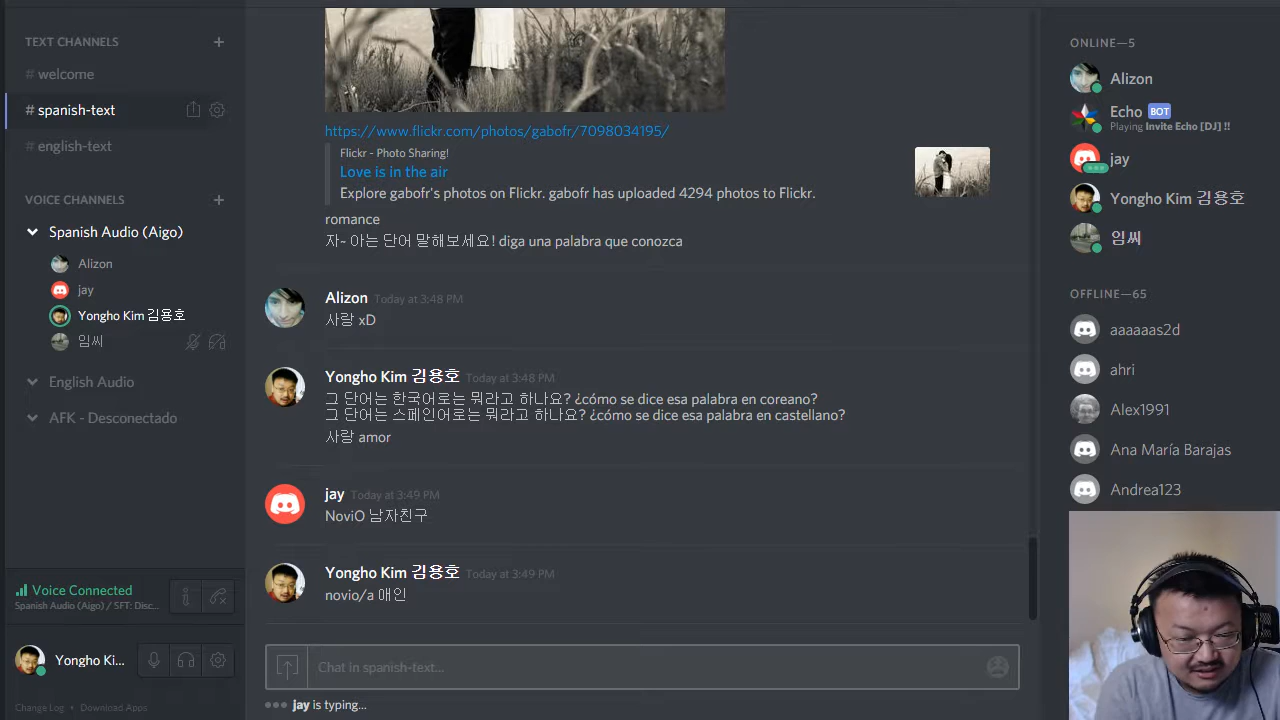 TEXT CHANNELS
# welcome
# spanish-text
# english-text
VOICE CHANNELS
Spanish Audio (Aigo)
Alizon
jay
Yongho Kim 김용호
임씨
English Audio
AFK - Desconectado
Voice Connected
Spanish Audio (Aigo) / SFT: Disc...
Yongho Ki...
Change Log • Download Apps
https://www.flickr.com/photos/gabofr/7098034195/
Flickr - Photo Sharing!
Love is in the air
Explore gabofr's photos on Flickr. gabofr has uploaded 4294 photos to Flickr.
romance
자~ 아는 단어 말해보세요! diga una palabra que conozca
Alizon Today at 3:48 PM
사랑 xD
Yongho Kim 김용호 Today at 3:48 PM
그 단어는 한국어로는 뭐라고 하나요? ¿cómo se dice esa palabra en coreano?
그 단어는 스페인어로는 뭐라고 하나요? ¿cómo se dice esa palabra en castellano?
사랑 amor
jay Today at 3:49 PM
NoviO 남자친구
Yongho Kim 김용호 Today at 3:49 PM
novio/a 애인
Chat in spanish-text...
jay is typing...
ONLINE—5
Alizon
Echo BOT
Playing Invite Echo [DJ] !!
jay
Yongho Kim 김용호
임씨
OFFLINE—65
aaaaaas2d
ahri
Alex1991
Ana María Barajas
Andrea123